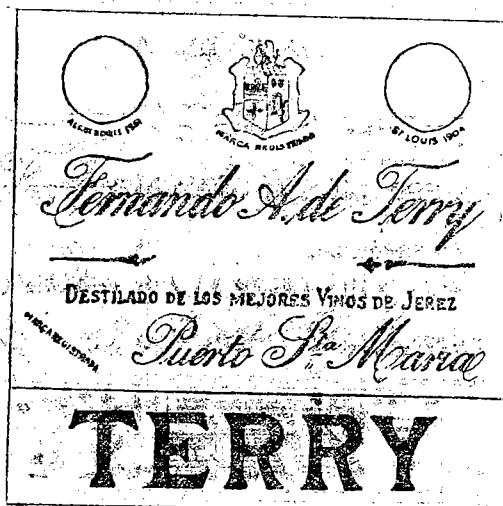 MARCA REGISTRADA
ST LOUIS 1904
Fernando A. de Terry
DESTILADO DE LOS MEJORES VINOS DE JEREZ
MARCA REGISTRADA
Puerto Sta Maria
TERRY